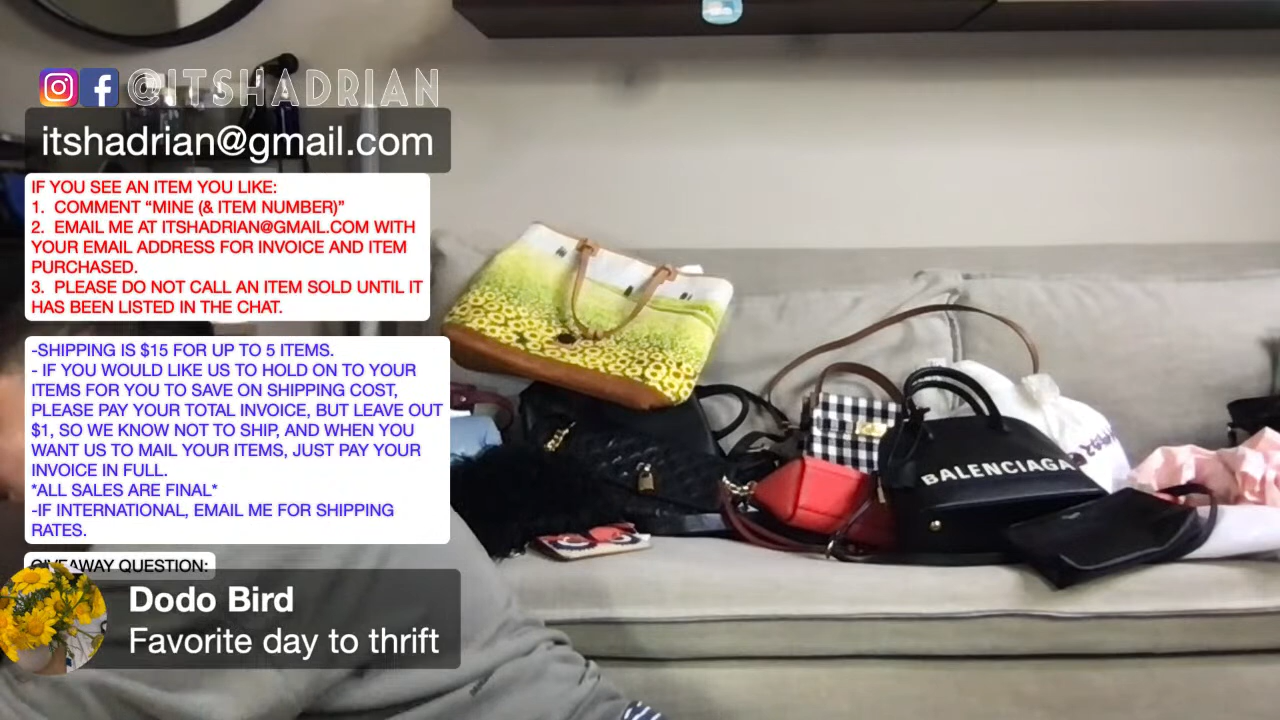 @ITSHADRIAN
itshadrian@gmail.com
IF YOU SEE AN ITEM YOU LIKE:
1. COMMENT “MINE (& ITEM NUMBER)”
2. EMAIL ME AT ITSHADRIAN@GMAIL.COM WITH
YOUR EMAIL ADDRESS FOR INVOICE AND ITEM
PURCHASED.
3. PLEASE DO NOT CALL AN ITEM SOLD UNTIL IT
HAS BEEN LISTED IN THE CHAT.
-SHIPPING IS $15 FOR UP TO 5 ITEMS.
- IF YOU WOULD LIKE US TO HOLD ON TO YOUR
ITEMS FOR YOU TO SAVE ON SHIPPING COST,
PLEASE PAY YOUR TOTAL INVOICE, BUT LEAVE OUT
$1, SO WE KNOW NOT TO SHIP, AND WHEN YOU
WANT US TO MAIL YOUR ITEMS, JUST PAY YOUR
INVOICE IN FULL.
*ALL SALES ARE FINAL*
-IF INTERNATIONAL, EMAIL ME FOR SHIPPING
RATES.
GIVEAWAY QUESTION:
Dodo Bird
Favorite day to thrift
BALENCIAGA